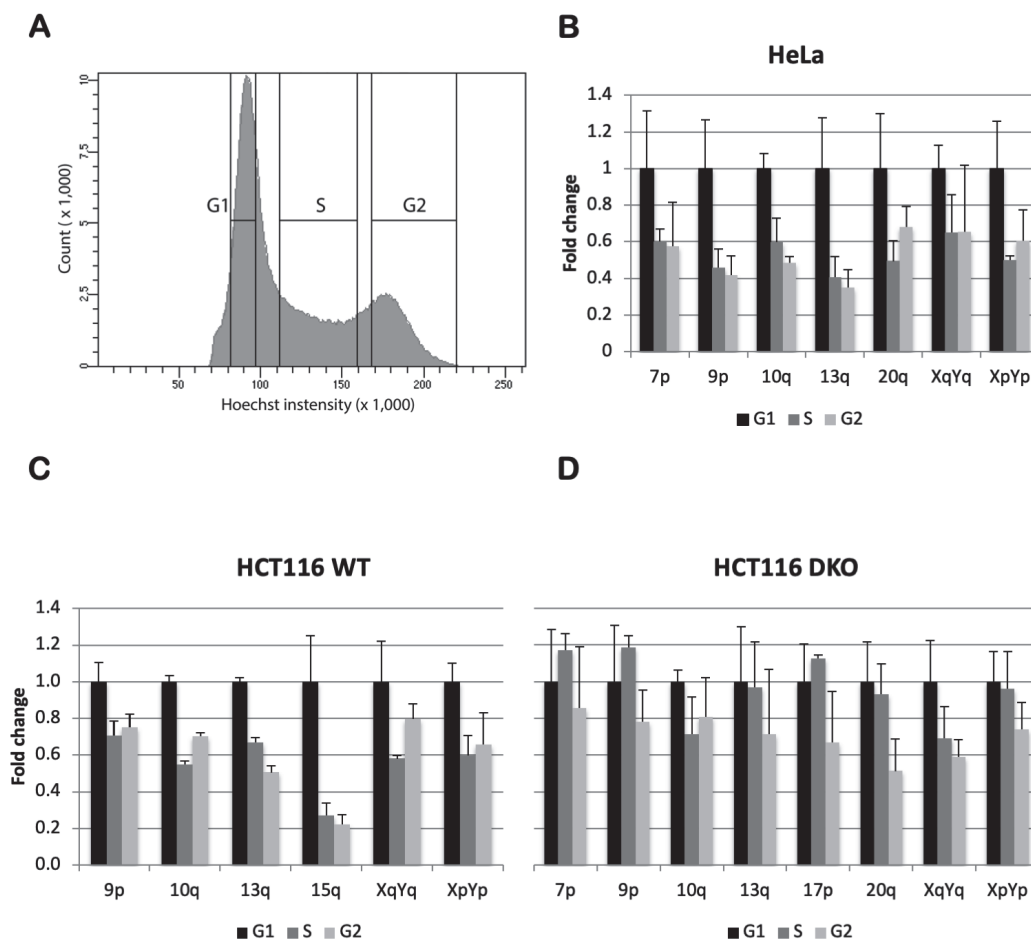 A
Count ( x 1,000)
10
7.5
5
2.5
0
G1
S
G2
50 100 150 200 250
Hoechst instensity (x 1,000)
B
HeLa
Fold change
1.4
1.2
1
0.8
0.6
0.4
0.2
0
7p 9p 10q 13q 20q XqYq XpYp
G1 S G2
C
HCT116 WT
Fold change
1.4
1.2
1.0
0.8
0.6
0.4
0.2
0.0
9p 10q 13q 15q XqYq XpYp
G1 S G2
D
HCT116 DKO
7p 9p 10q 13q 17p 20q XqYq XpYp
G1 S G2